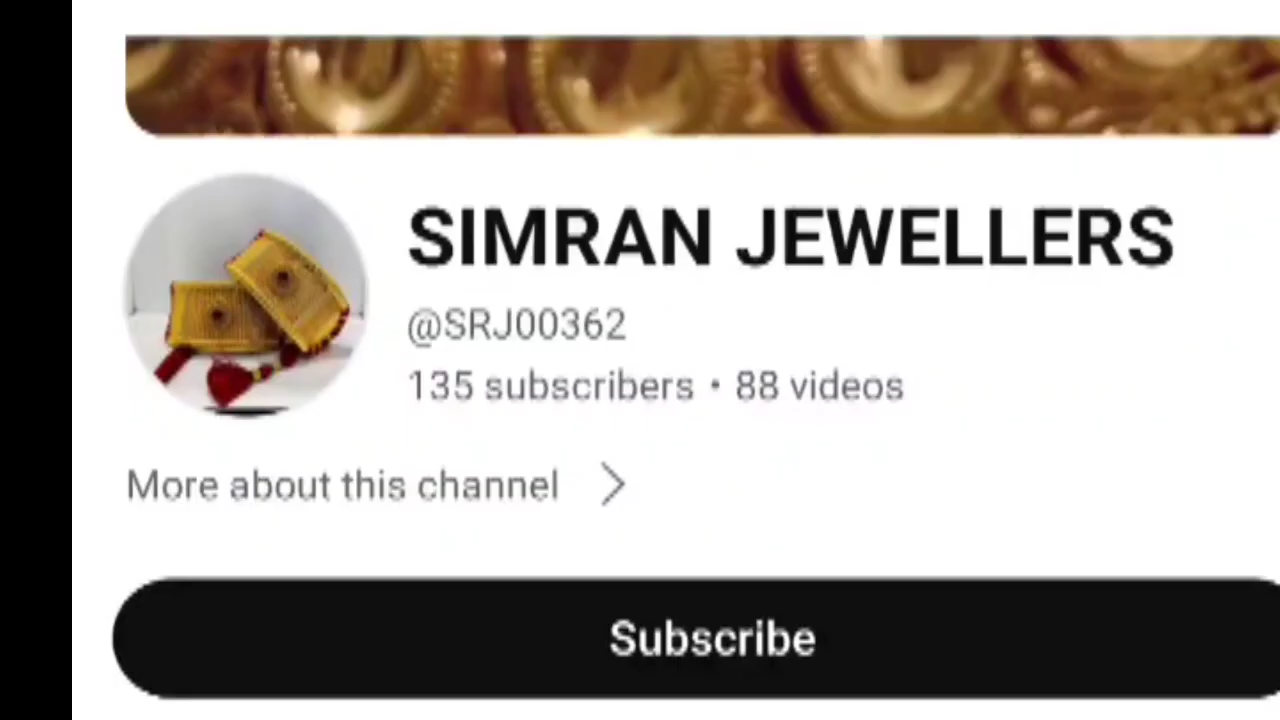 SIMRAN JEWELLERS
@SRJ00362
135 subscribers • 88 videos
More about this channel
Subscribe